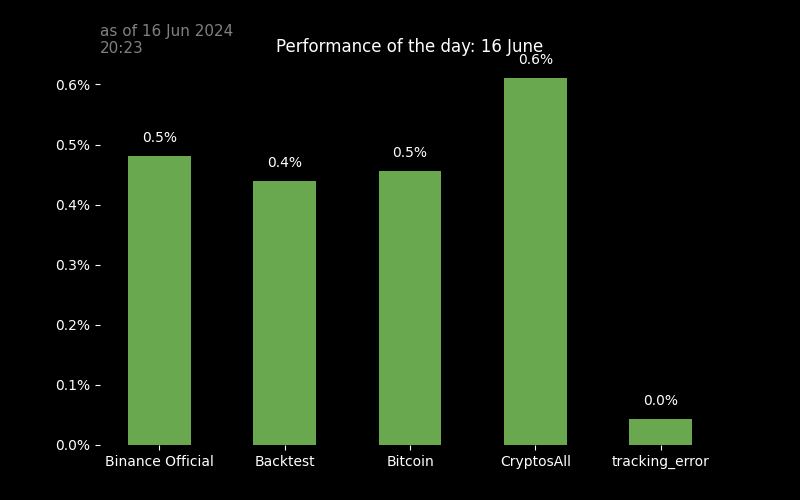 as of 16 Jun 2024
20:23
Performance of the day: 16 June
0.6%
0.6%
0.5%
0.5%
0.5%
0.4%
0.4%
0.3%
0.2%
0.1%
0.0%
0.0%
Binance Official
Backtest
Bitcoin
CryptosAll
tracking_error